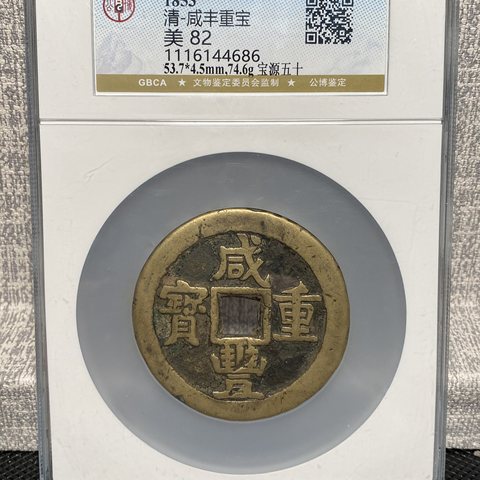 1853
清-咸丰重宝
美 82
1116144686
53.7*4.5mm,74.6g 宝源五十
GBCA ★ 文物鉴定委员会监制 ★ 公博鉴定
咸
寶 重
豐